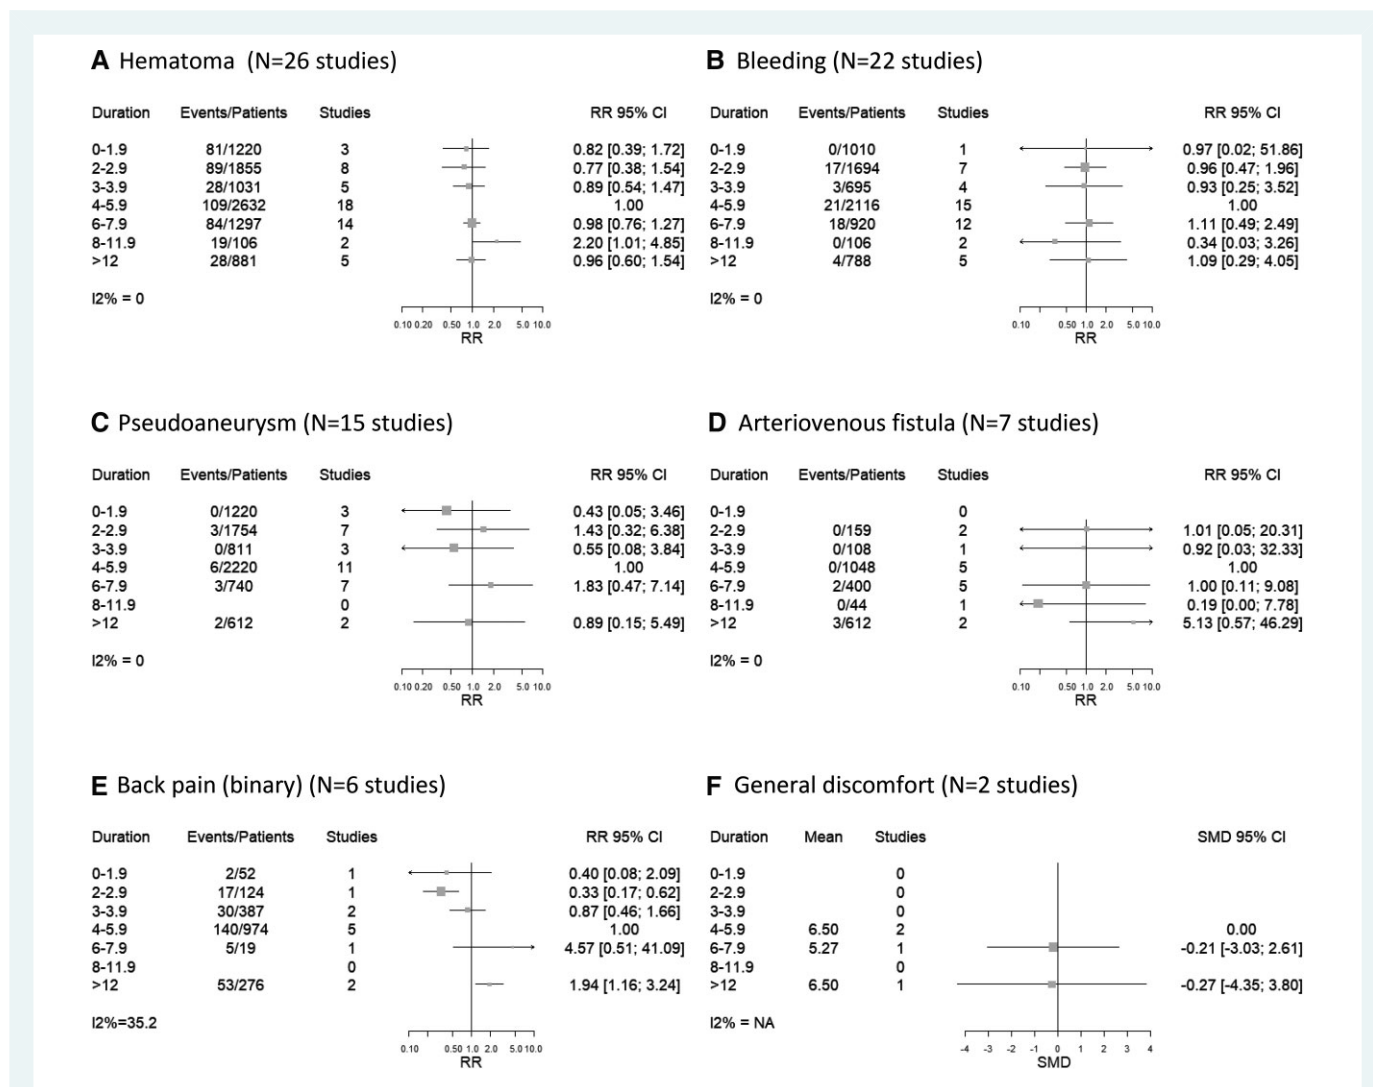 A Hematoma (N=26 studies)
Duration Events/Patients Studies RR 95% CI
0-1.9 81/1220 3 0.82 [0.39; 1.72]
2-2.9 89/1855 8 0.77 [0.38; 1.54]
3-3.9 28/1031 5 0.89 [0.54; 1.47]
4-5.9 109/2632 18 1.00
6-7.9 84/1297 14 0.98 [0.76; 1.27]
8-11.9 19/106 2 2.20 [1.01; 4.85]
>12 28/881 5 0.96 [0.60; 1.54]
I2% = 0
0.10 0.20 0.50 1.0 2.0 5.0 10.0
RR
B Bleeding (N=22 studies)
Duration Events/Patients Studies RR 95% CI
0-1.9 0/1010 1 0.97 [0.02; 51.86]
2-2.9 17/1694 7 0.96 [0.47; 1.96]
3-3.9 3/695 4 0.93 [0.25; 3.52]
4-5.9 21/2116 15 1.00
6-7.9 18/920 12 1.11 [0.49; 2.49]
8-11.9 0/106 2 0.34 [0.03; 3.26]
>12 4/788 5 1.09 [0.29; 4.05]
I2% = 0
0.10 0.50 1.0 2.0 5.0 10.0
RR
C Pseudoaneurysm (N=15 studies)
Duration Events/Patients Studies RR 95% CI
0-1.9 0/1220 3 0.43 [0.05; 3.46]
2-2.9 3/1754 7 1.43 [0.32; 6.38]
3-3.9 0/811 3 0.55 [0.08; 3.84]
4-5.9 6/2220 11 1.00
6-7.9 3/740 7 1.83 [0.47; 7.14]
8-11.9 0
>12 2/612 2 0.89 [0.15; 5.49]
I2% = 0
0.10 0.20 0.50 1.0 2.0 5.0 10.0
RR
D Arteriovenous fistula (N=7 studies)
Duration Events/Patients Studies RR 95% CI
0-1.9 0
2-2.9 0/159 2 1.01 [0.05; 20.31]
3-3.9 0/108 1 0.92 [0.03; 32.33]
4-5.9 0/1048 5 1.00
6-7.9 2/400 5 1.00 [0.11; 9.08]
8-11.9 0/44 1 0.19 [0.00; 7.78]
>12 3/612 2 5.13 [0.57; 46.29]
I2% = 0
0.10 0.50 1.0 2.0 5.0 10.0
RR
E Back pain (binary) (N=6 studies)
Duration Events/Patients Studies RR 95% CI
0-1.9 2/52 1 0.40 [0.08; 2.09]
2-2.9 17/124 1 0.33 [0.17; 0.62]
3-3.9 30/387 2 0.87 [0.46; 1.66]
4-5.9 140/974 5 1.00
6-7.9 5/19 1 4.57 [0.51; 41.09]
8-11.9 0
>12 53/276 2 1.94 [1.16; 3.24]
I2%=35.2
0.10 0.50 1.0 2.0 5.0 10.0
RR
F General discomfort (N=2 studies)
Duration Mean Studies SMD 95% CI
0-1.9 0
2-2.9 0
3-3.9 0
4-5.9 6.50 2 0.00
6-7.9 5.27 1 -0.21 [-3.03; 2.61]
8-11.9 0
>12 6.50 1 -0.27 [-4.35; 3.80]
I2% = NA
-4 -3 -2 -1 0 1 2 3 4
SMD